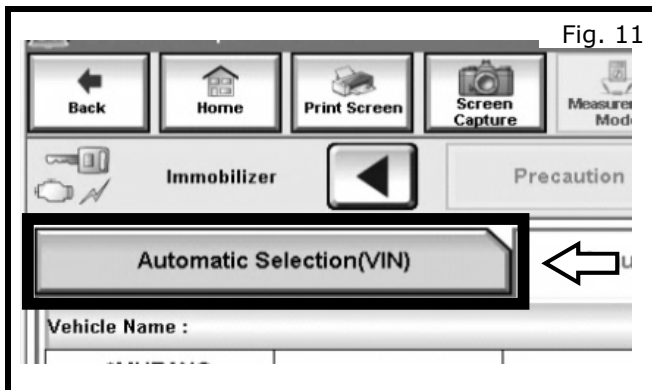 Fig. 11
Back
Home
Print Screen
Screen
Capture
Immobilizer
Precaution
Automatic Selection(VIN)
Vehicle Name :